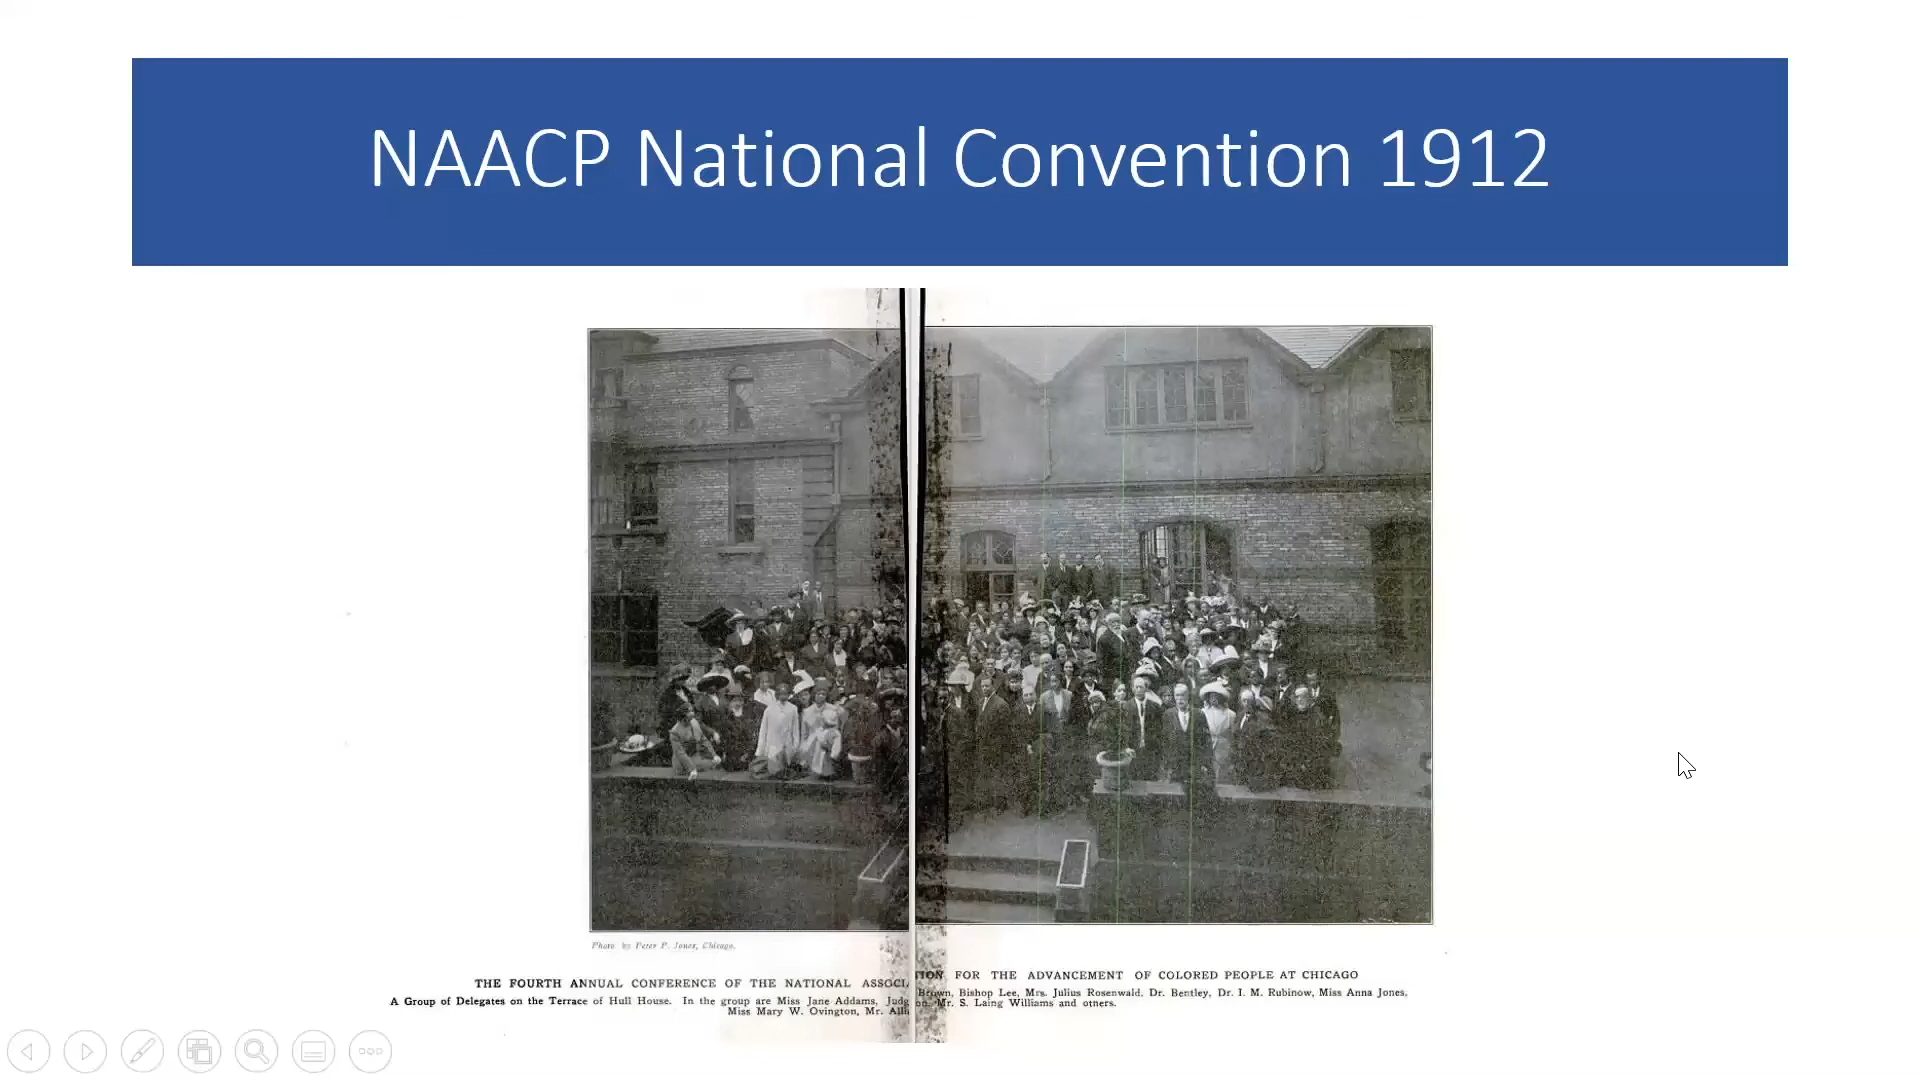 NAACP National Convention 1912
Photo by Peter P. Jones, Chicago.
THE FOURTH ANNUAL CONFERENCE OF THE NATIONAL ASSOCI TION FOR THE ADVANCEMENT OF COLORED PEOPLE AT CHICAGO
A Group of Delegates on the Terrace of Hull House. In the group are Miss Jane Addams, Judg Brown, Bishop Lee, Mrs. Julius Rosenwald, Dr. Bentley, Dr. I. M. Rubinow, Miss Anna Jones,
Miss Mary W. Ovington, Mr. All on, Mr. S. Laing Williams and others.